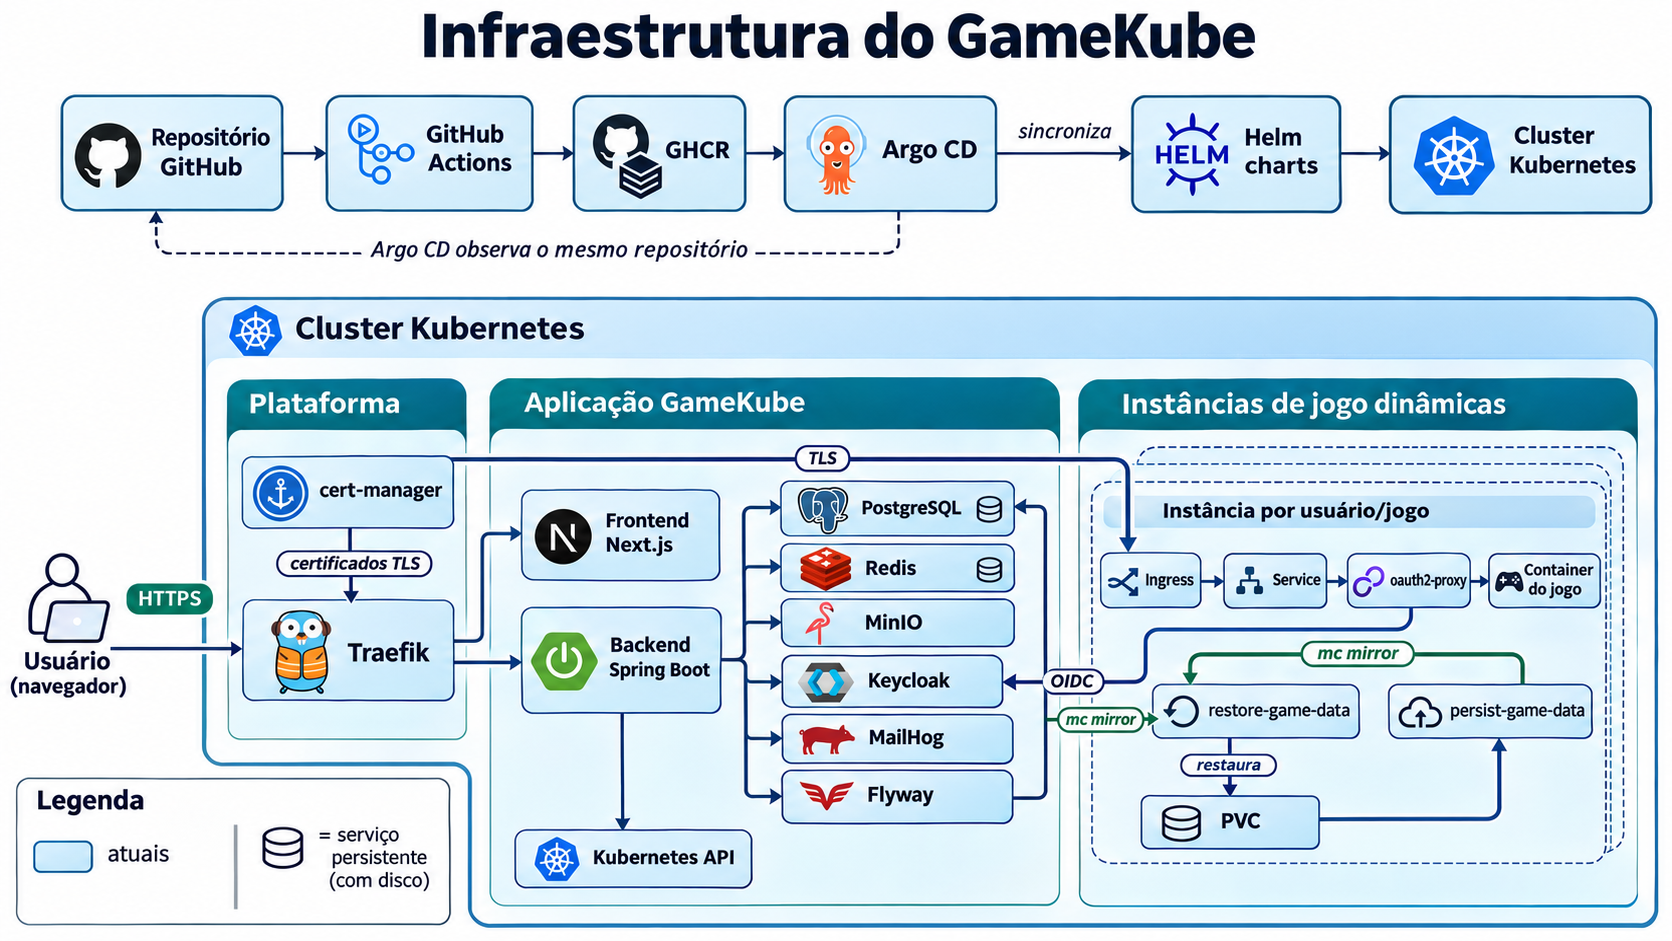 Infraestrutura do GameKube
Repositório
GitHub
GitHub
Actions
GHCR
Argo CD
sincroniza
HELM
Helm
charts
Cluster
Kubernetes
Argo CD observa o mesmo repositório
Cluster Kubernetes
Plataforma
cert-manager
certificados TLS
Traefik
HTTPS
Usuário
(navegador)
Aplicação GameKube
TLS
Frontend
Next.js
Backend
Spring Boot
Kubernetes API
PostgreSQL
Redis
MinIO
Keycloak
MailHog
Flyway
OIDC
mc mirror
Instâncias de jogo dinâmicas
Instância por usuário/jogo
Ingress
Service
oauth2-proxy
Container
do jogo
mc mirror
restore-game-data
persist-game-data
restaura
PVC
Legenda
atuais
= serviço
persistente
(com disco)